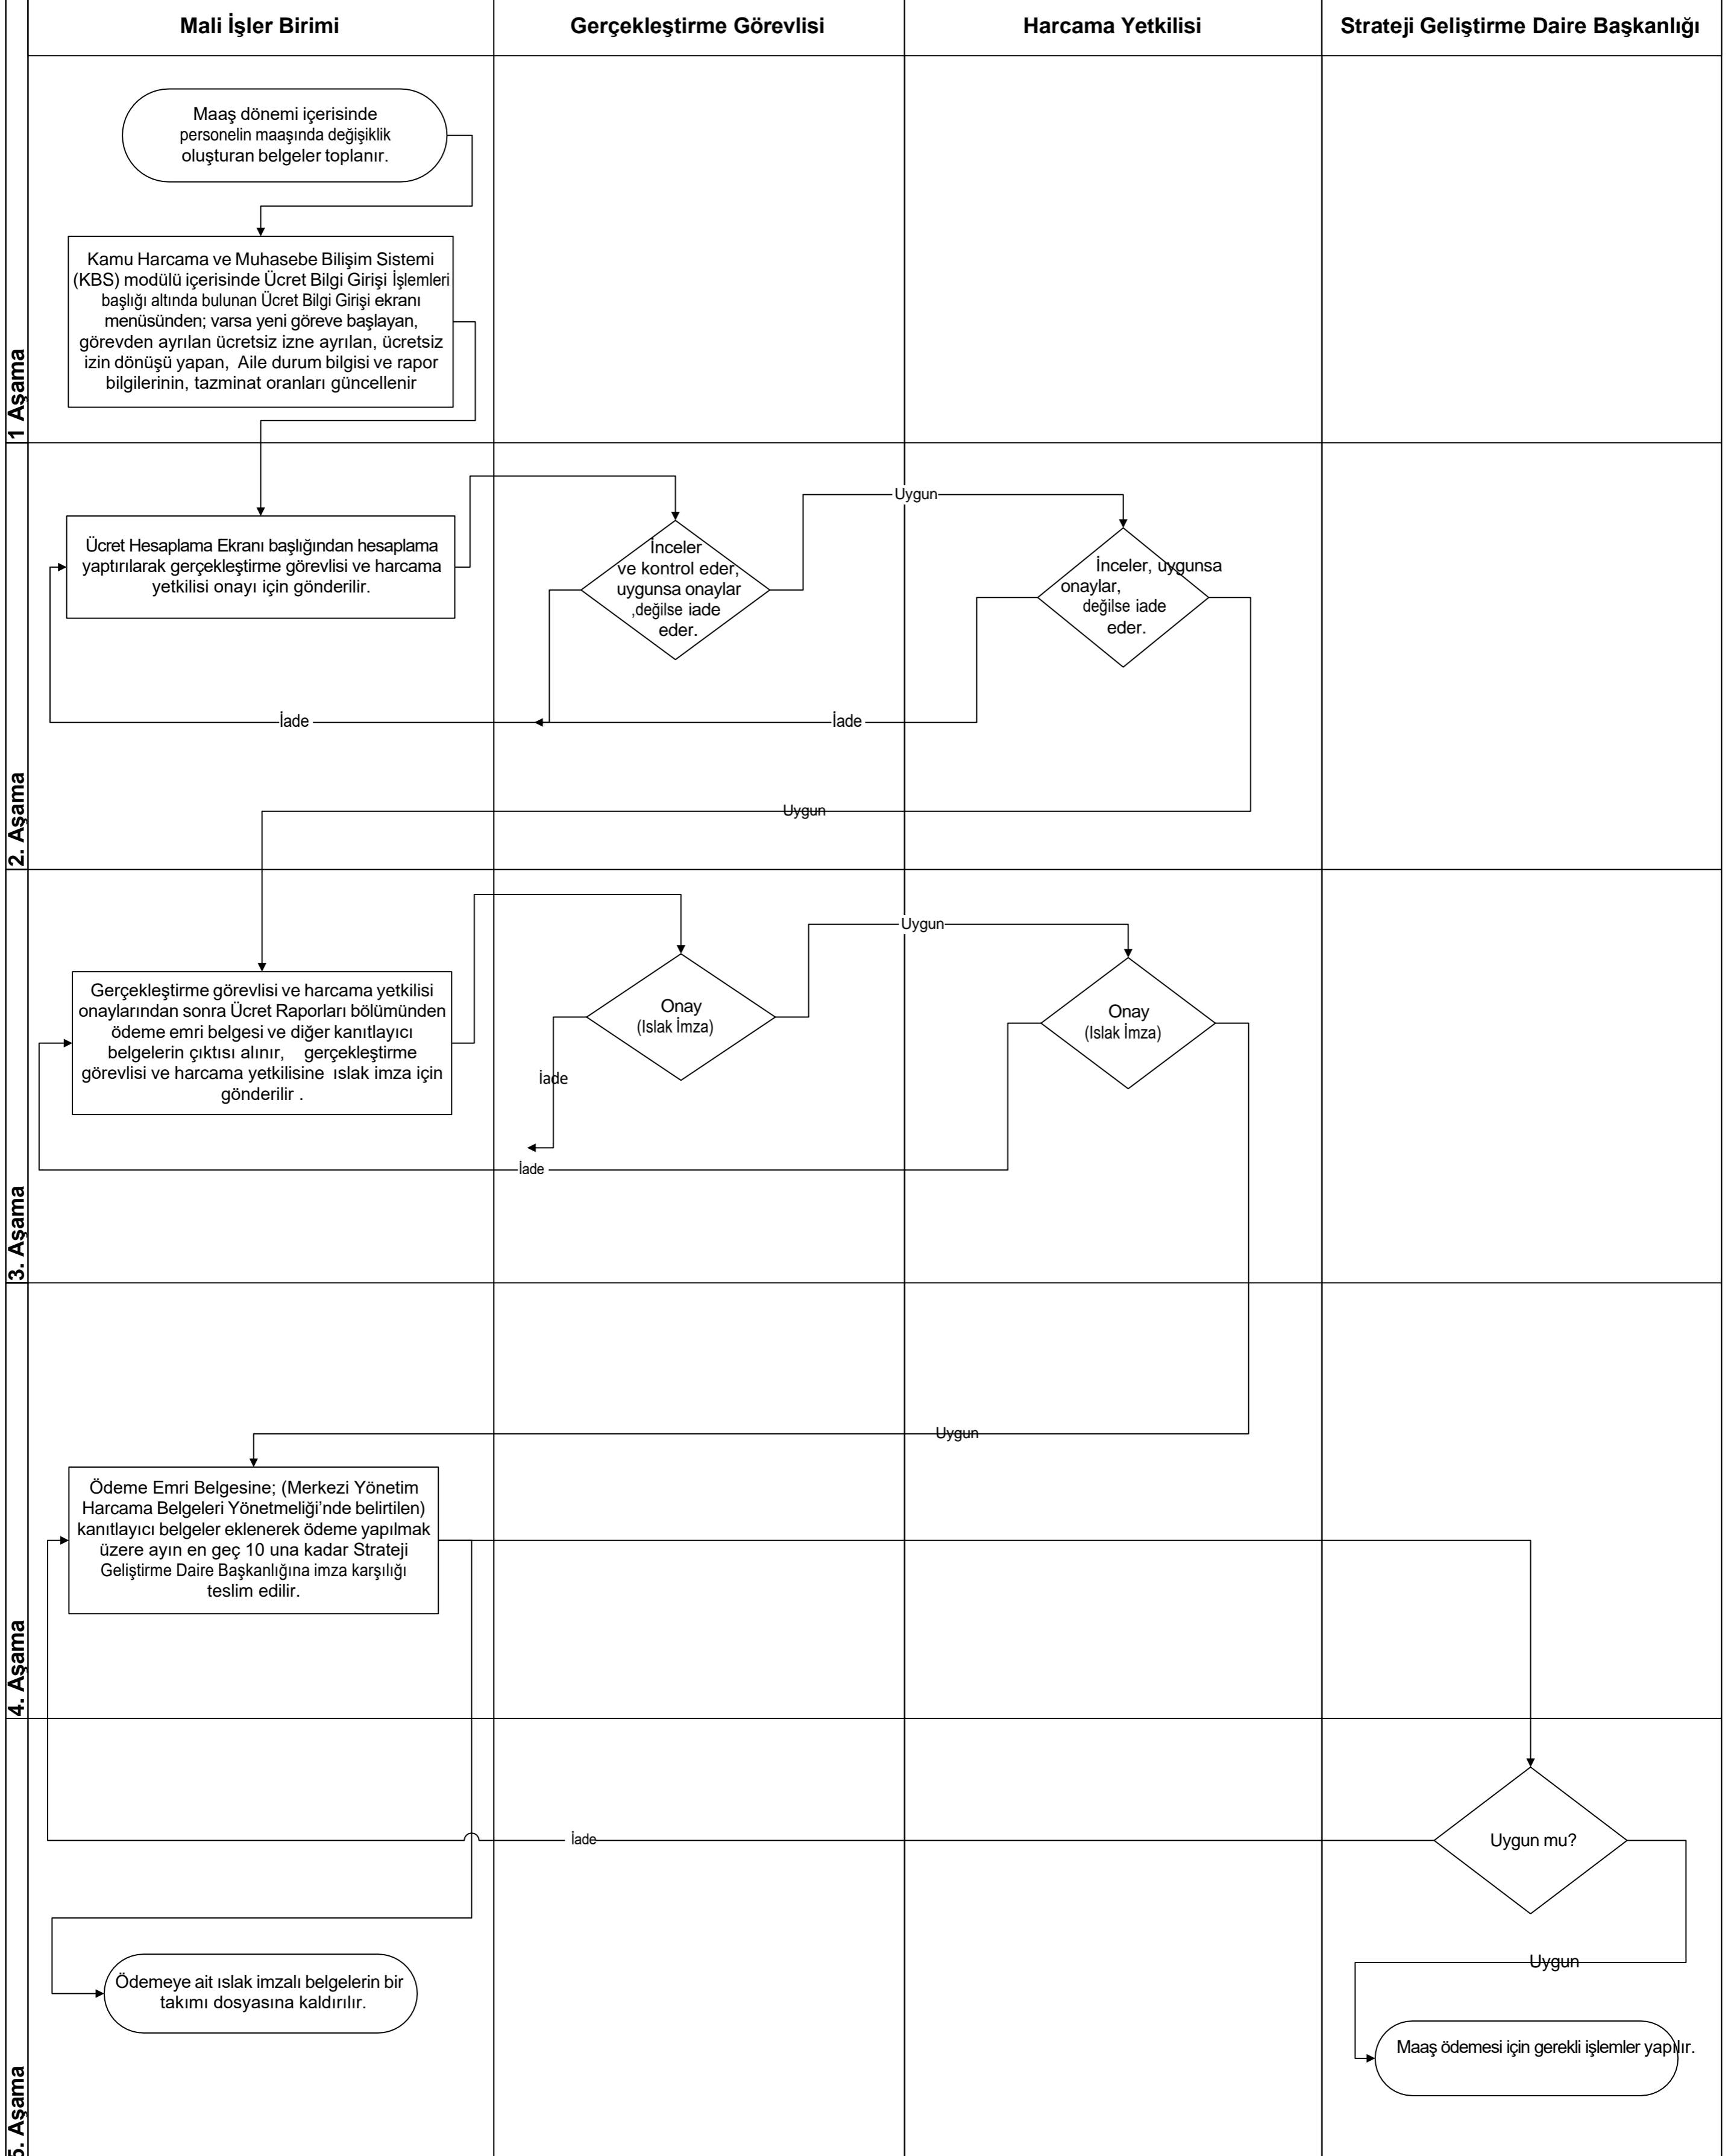 Mali İşler Birimi
Gerçekleştirme Görevlisi
Harcama Yetkilisi
Strateji Geliştirme Daire Başkanlığı
1 Aşama
Maaş dönemi içerisinde
personelin maaşında değişiklik
oluşturan belgeler toplanır.
Kamu Harcama ve Muhasebe Bilişim Sistemi
(KBS) modülü içerisinde Ücret Bilgi Girişi İşlemleri
başlığı altında bulunan Ücret Bilgi Girişi ekranı
menüsünden; varsa yeni göreve başlayan,
görevden ayrılan ücretsiz izne ayrılan, ücretsiz
izin dönüşü yapan, Aile durum bilgisi ve rapor
bilgilerinin, tazminat oranları güncellenir
2. Aşama
Ücret Hesaplama Ekranı başlığından hesaplama
yaptırılarak gerçekleştirme görevlisi ve harcama
yetkilisi onayı için gönderilir.
İnceler
ve kontrol eder,
uygunsa onaylar
,değilse iade
eder.
Uygun
İnceler, uygunsa
onaylar,
değilse iade
eder.
İade
İade
Uygun
3. Aşama
Gerçekleştirme görevlisi ve harcama yetkilisi
onaylarından sonra Ücret Raporları bölümünden
ödeme emri belgesi ve diğer kanıtlayıcı
belgelerin çıktısı alınır, gerçekleştirme
görevlisi ve harcama yetkilisine ıslak imza için
gönderilir .
Onay
(Islak İmza)
Uygun
Onay
(Islak İmza)
İade
İade
4. Aşama
Uygun
Ödeme Emri Belgesine; (Merkezi Yönetim
Harcama Belgeleri Yönetmeliği’nde belirtilen)
kanıtlayıcı belgeler eklenerek ödeme yapılmak
üzere ayın en geç 10 una kadar Strateji
Geliştirme Daire Başkanlığına imza karşılığı
teslim edilir.
5. Aşama
Uygun mu?
İade
Uygun
Ödemeye ait ıslak imzalı belgelerin bir
takımı dosyasına kaldırılır.
Maaş ödemesi için gerekli işlemler yapılır.